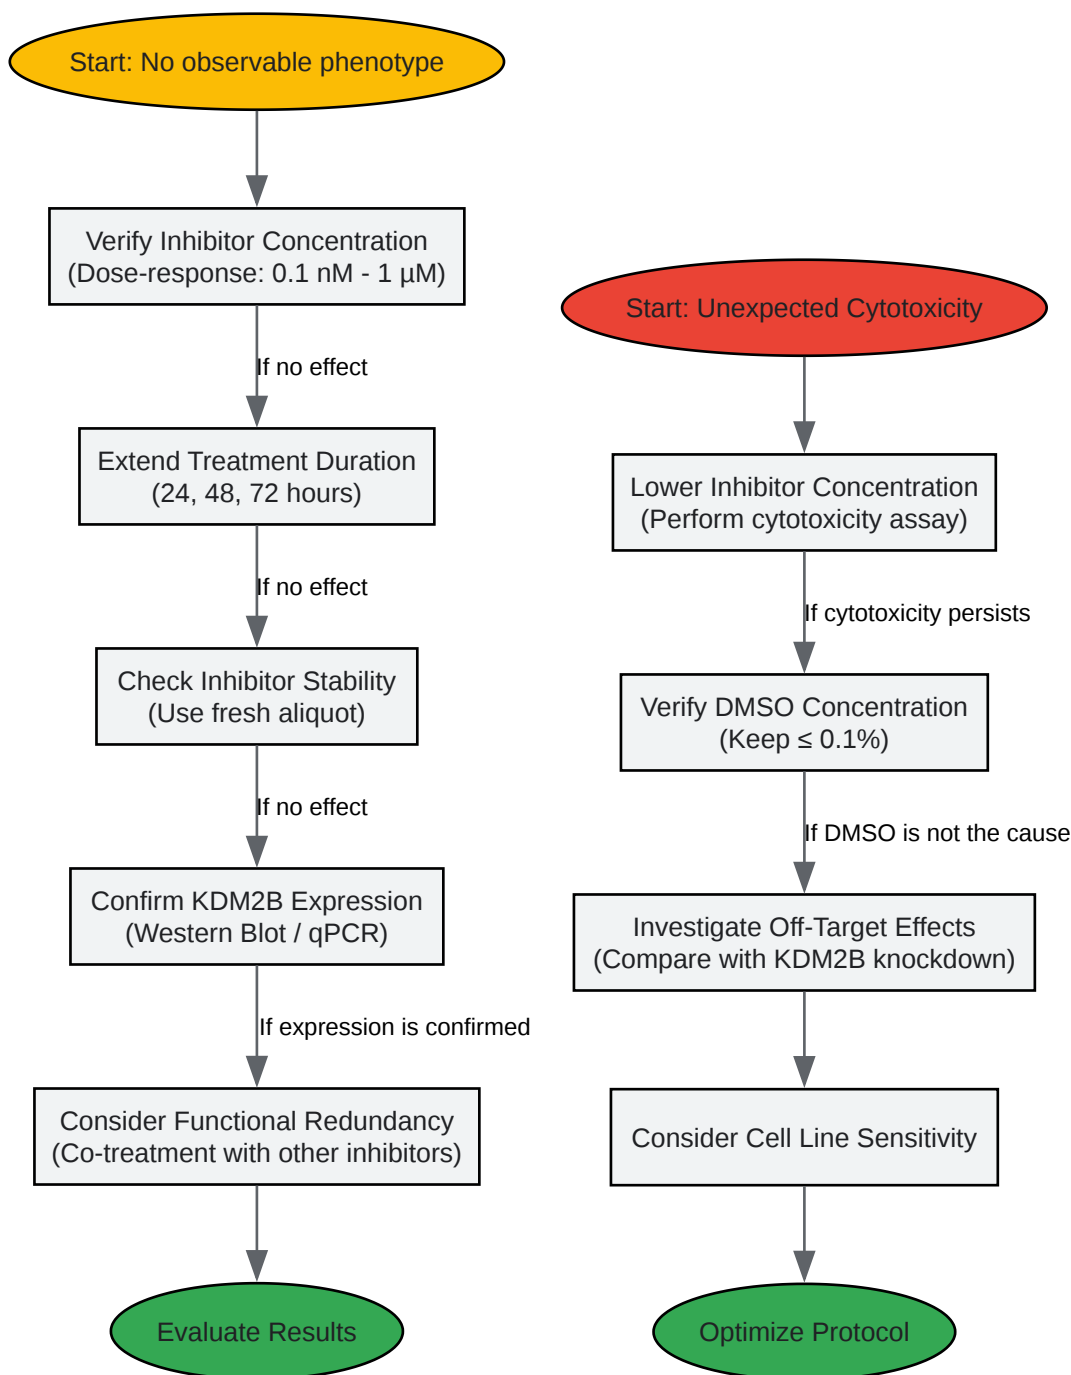 Start: No observable phenotype
Verify Inhibitor Concentration
(Dose-response: 0.1 nM - 1 µM)
If no effect
Extend Treatment Duration
(24, 48, 72 hours)
If no effect
Check Inhibitor Stability
(Use fresh aliquot)
If no effect
Confirm KDM2B Expression
(Western Blot / qPCR)
If expression is confirmed
Consider Functional Redundancy
(Co-treatment with other inhibitors)
Evaluate Results
Start: Unexpected Cytotoxicity
Lower Inhibitor Concentration
(Perform cytotoxicity assay)
If cytotoxicity persists
Verify DMSO Concentration
(Keep ≤ 0.1%)
If DMSO is not the cause
Investigate Off-Target Effects
(Compare with KDM2B knockdown)
Consider Cell Line Sensitivity
Optimize Protocol